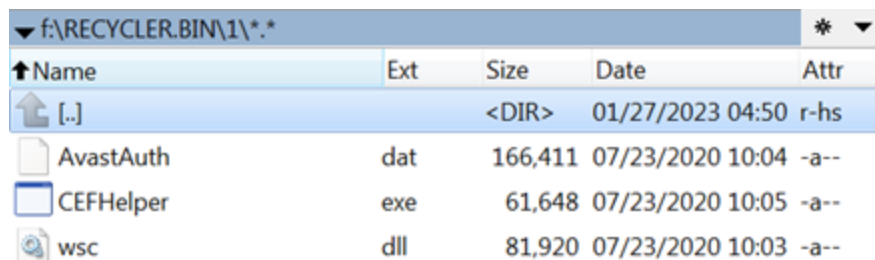 f:\RECYCLER.BIN\1\*.*
Name Ext Size Date Attr
[..] <DIR> 01/27/2023 04:50 r-hs
AvastAuth dat 166,411 07/23/2020 10:04 -a--
CEFHelper exe 61,648 07/23/2020 10:05 -a--
wsc dll 81,920 07/23/2020 10:03 -a--